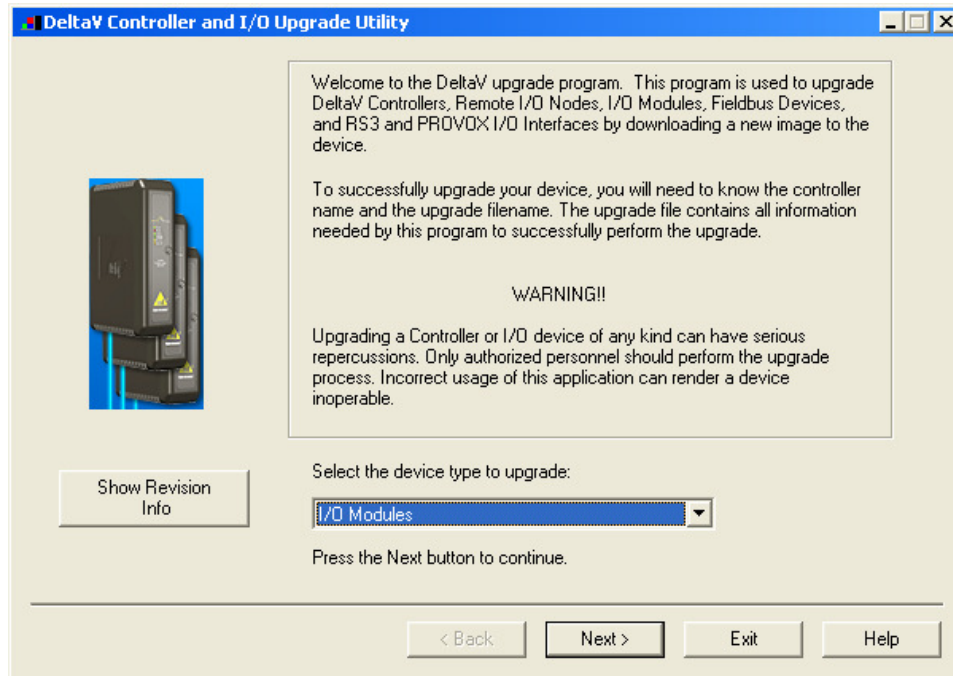 DeltaV Controller and I/O Upgrade Utility
Welcome to the DeltaV upgrade program. This program is used to upgrade
DeltaV Controllers, Remote I/O Nodes, I/O Modules, Fieldbus Devices,
and RS3 and PROVOX I/O Interfaces by downloading a new image to the
device.
To successfully upgrade your device, you will need to know the controller
name and the upgrade filename. The upgrade file contains all information
needed by this program to successfully perform the upgrade.
WARNING!!
Upgrading a Controller or I/O device of any kind can have serious
repercussions. Only authorized personnel should perform the upgrade
process. Incorrect usage of this application can render a device
inoperable.
Show Revision
Info
Select the device type to upgrade:
I/O Modules
Press the Next button to continue.
< Back
Next >
Exit
Help